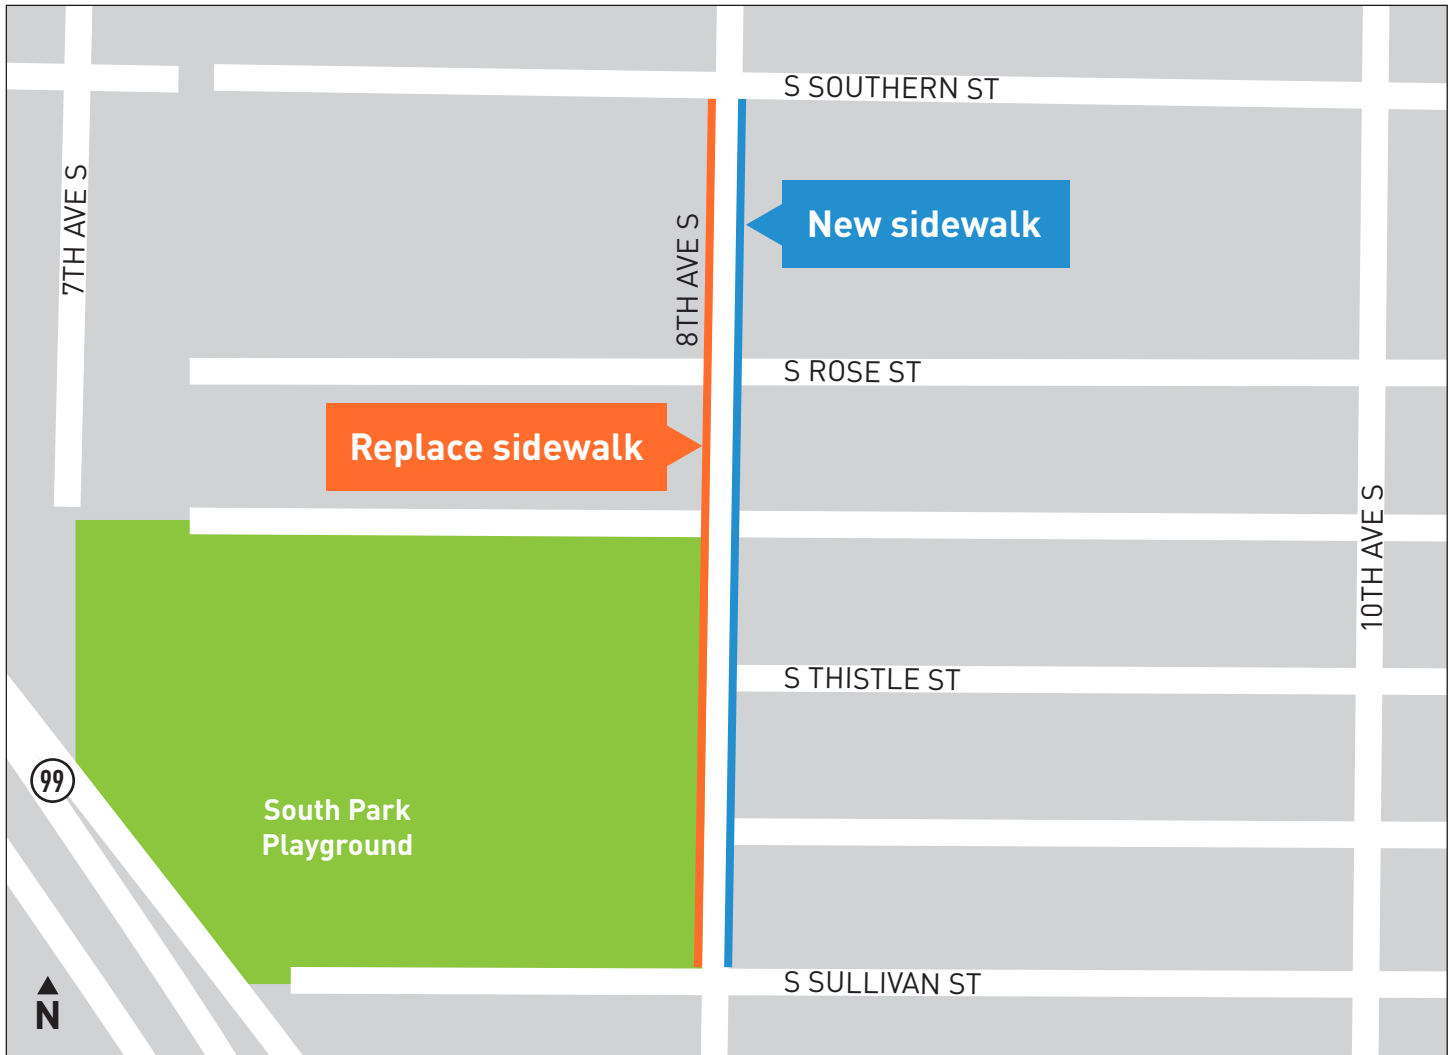 S SOUTHERN ST
7TH AVE S
8TH AVE S
New sidewalk
S ROSE ST
Replace sidewalk
10TH AVE S
S THISTLE ST
99
South Park
Playground
S SULLIVAN ST
N